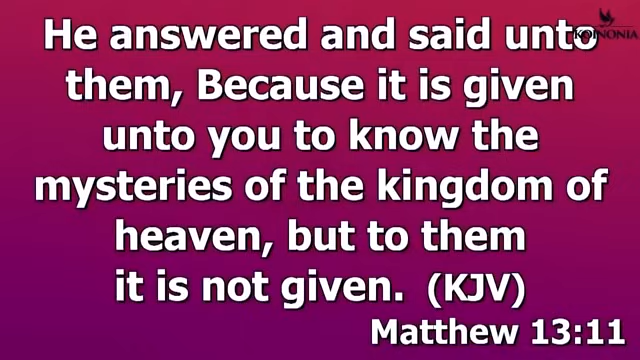 KOINONIA
He answered and said unto
them, Because it is given
unto you to know the
mysteries of the kingdom of
heaven, but to them
it is not given. (KJV)
Matthew 13:11